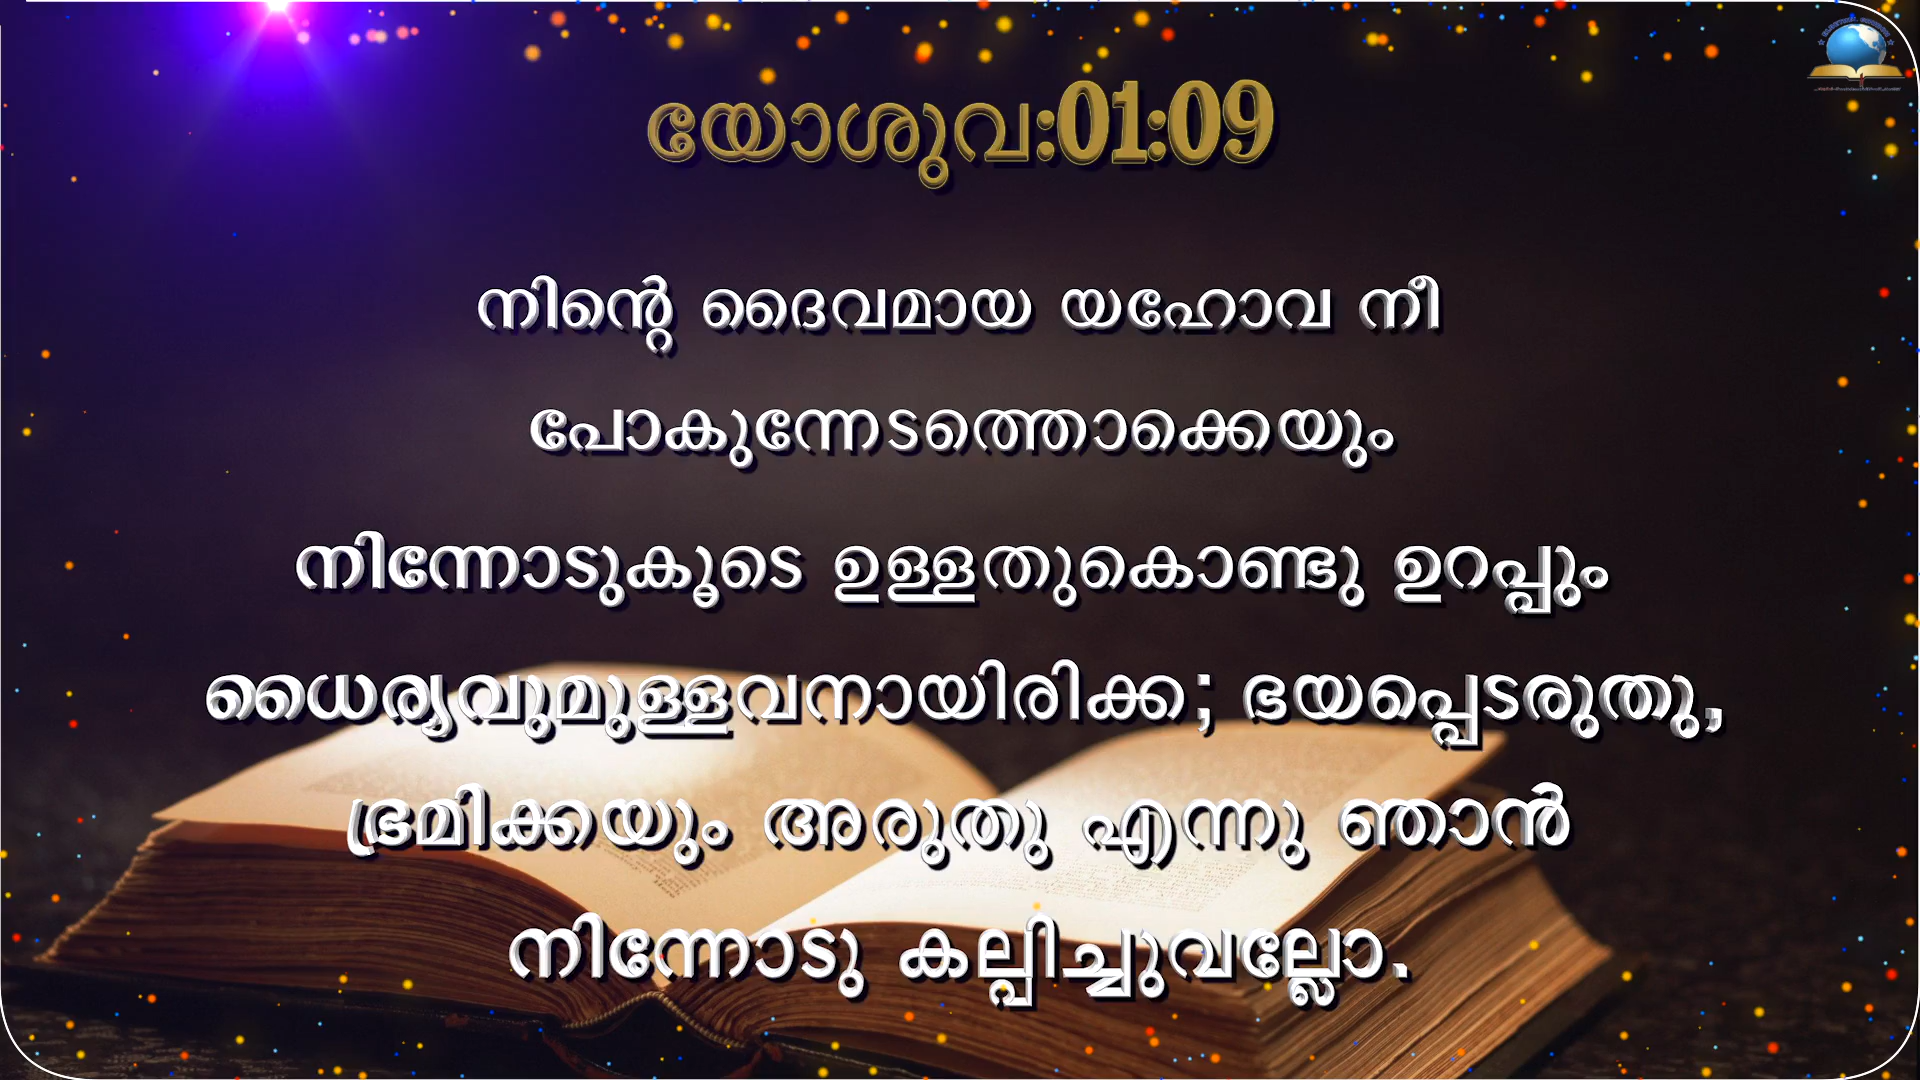 യോശുവ:01:09
നിന്റെ ദൈവമായ യഹോവ നീ
പോകുന്നേടത്തൊക്കെയും
നിന്നോടുകൂടെ ഉള്ളതുകൊണ്ടു ഉറപ്പും
ധൈര്യവുമുള്ളവനായിരിക്ക; ഭയപ്പെടരുതു,
ഭ്രമിക്കയും അരുതു എന്നു ഞാൻ
നിന്നോടു കല്പിച്ചുവല്ലോ.